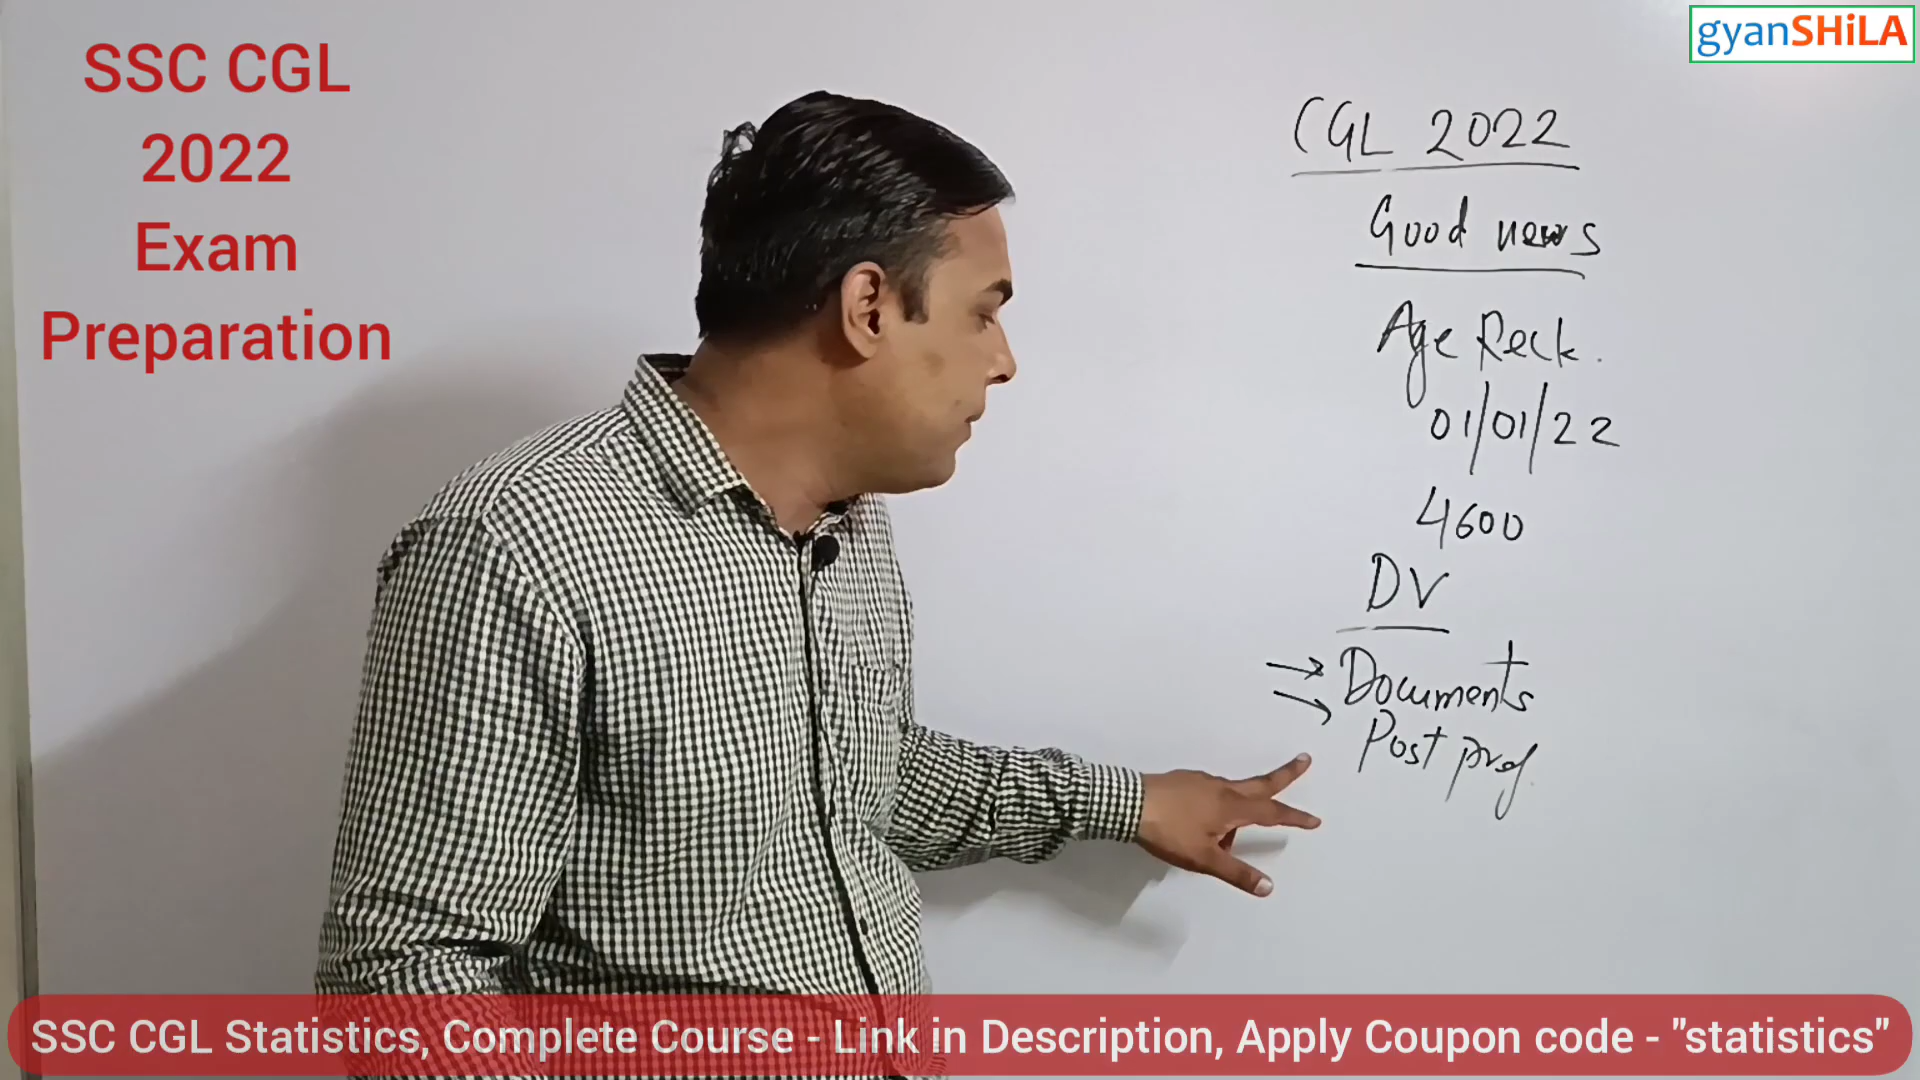 SSC CGL
2022
Exam
Preparation
gyanSHiLA
CGL 2022
Good news
Age Reck.
01/01/22
4600
DV
Documents
Post pref.
SSC CGL Statistics, Complete Course - Link in Description, Apply Coupon code - "statistics"